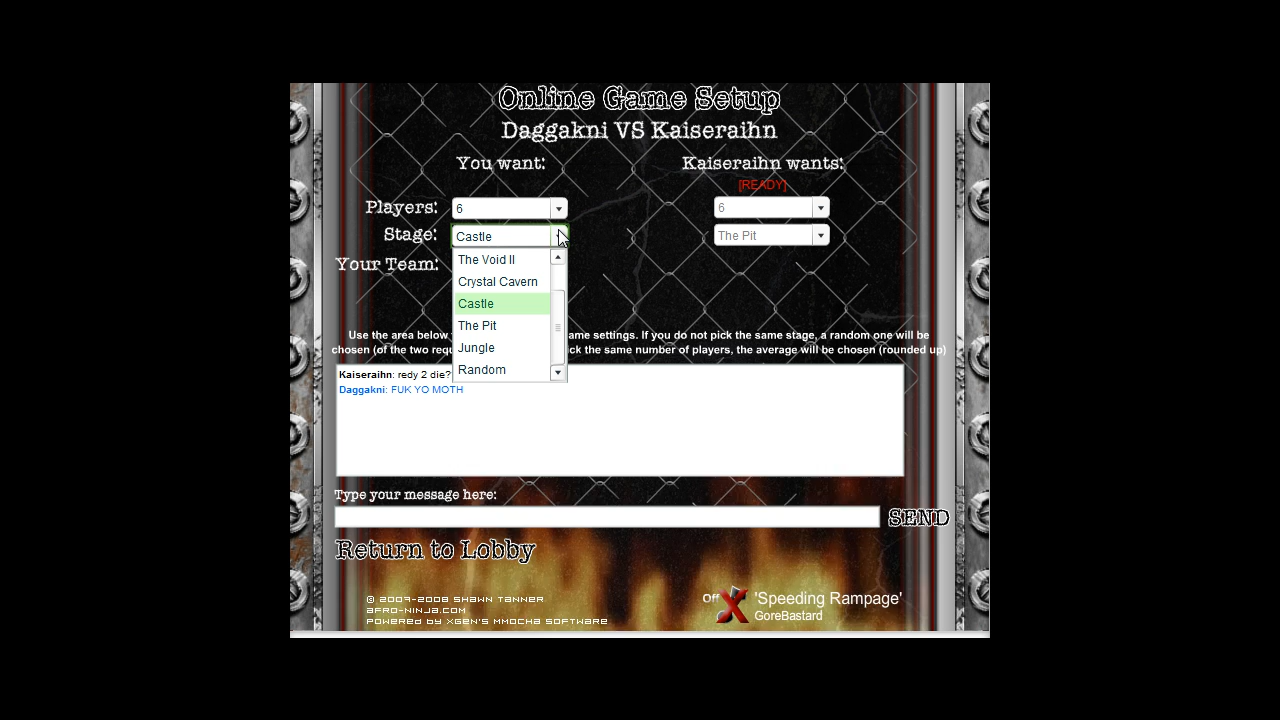 Online Game Setup
Daggakni VS Kaiseraihn
You want:
Kaiseraihn wants:
[READY]
Players:
6
6
Stage:
Castle
The Pit
Your Team:
The Void II
Crystal Cavern
Castle
The Pit
Jungle
Random
Use the area below ame settings. If you do not pick the same stage, a random one will be
chosen (of the two requ ck the same number of players, the average will be chosen (rounded up)
Kaiseraihn: redy 2 die?
Daggakni: FUK YO MOTH
Type your message here:
SEND
Return to Lobby
© 2007-2008 SHAWN TANNER
AFRO-NINJA.COM
POWERED BY XGEN'S MMOCHA SOFTWARE
Off
'Speeding Rampage'
GoreBastard